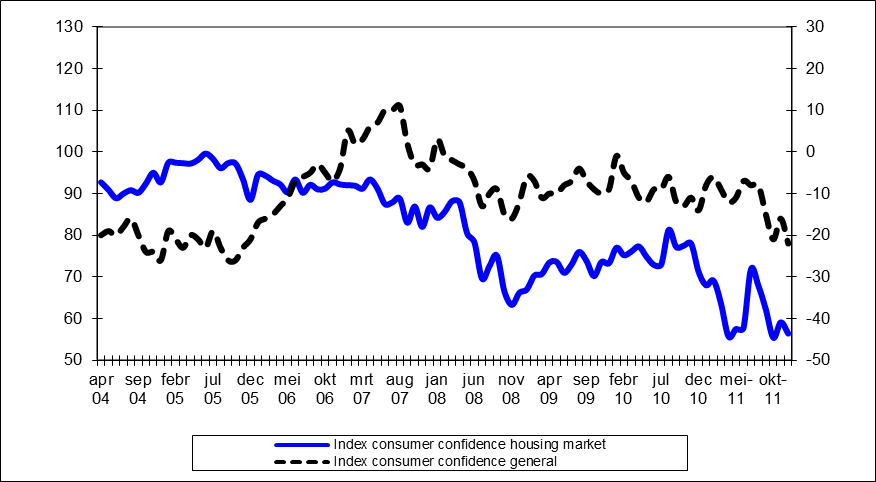 130 30
120 20
110 10
100 0
90 -10
80 -20
70 -30
60 -40
50 -50
apr sep febr jul dec mei okt mrt aug jan jun nov apr sep febr jul dec mei- okt-
04 04 05 05 05 06 06 07 07 08 08 08 09 09 10 10 10 11 11
Index consumer confidence housing market
Index consumer confidence general